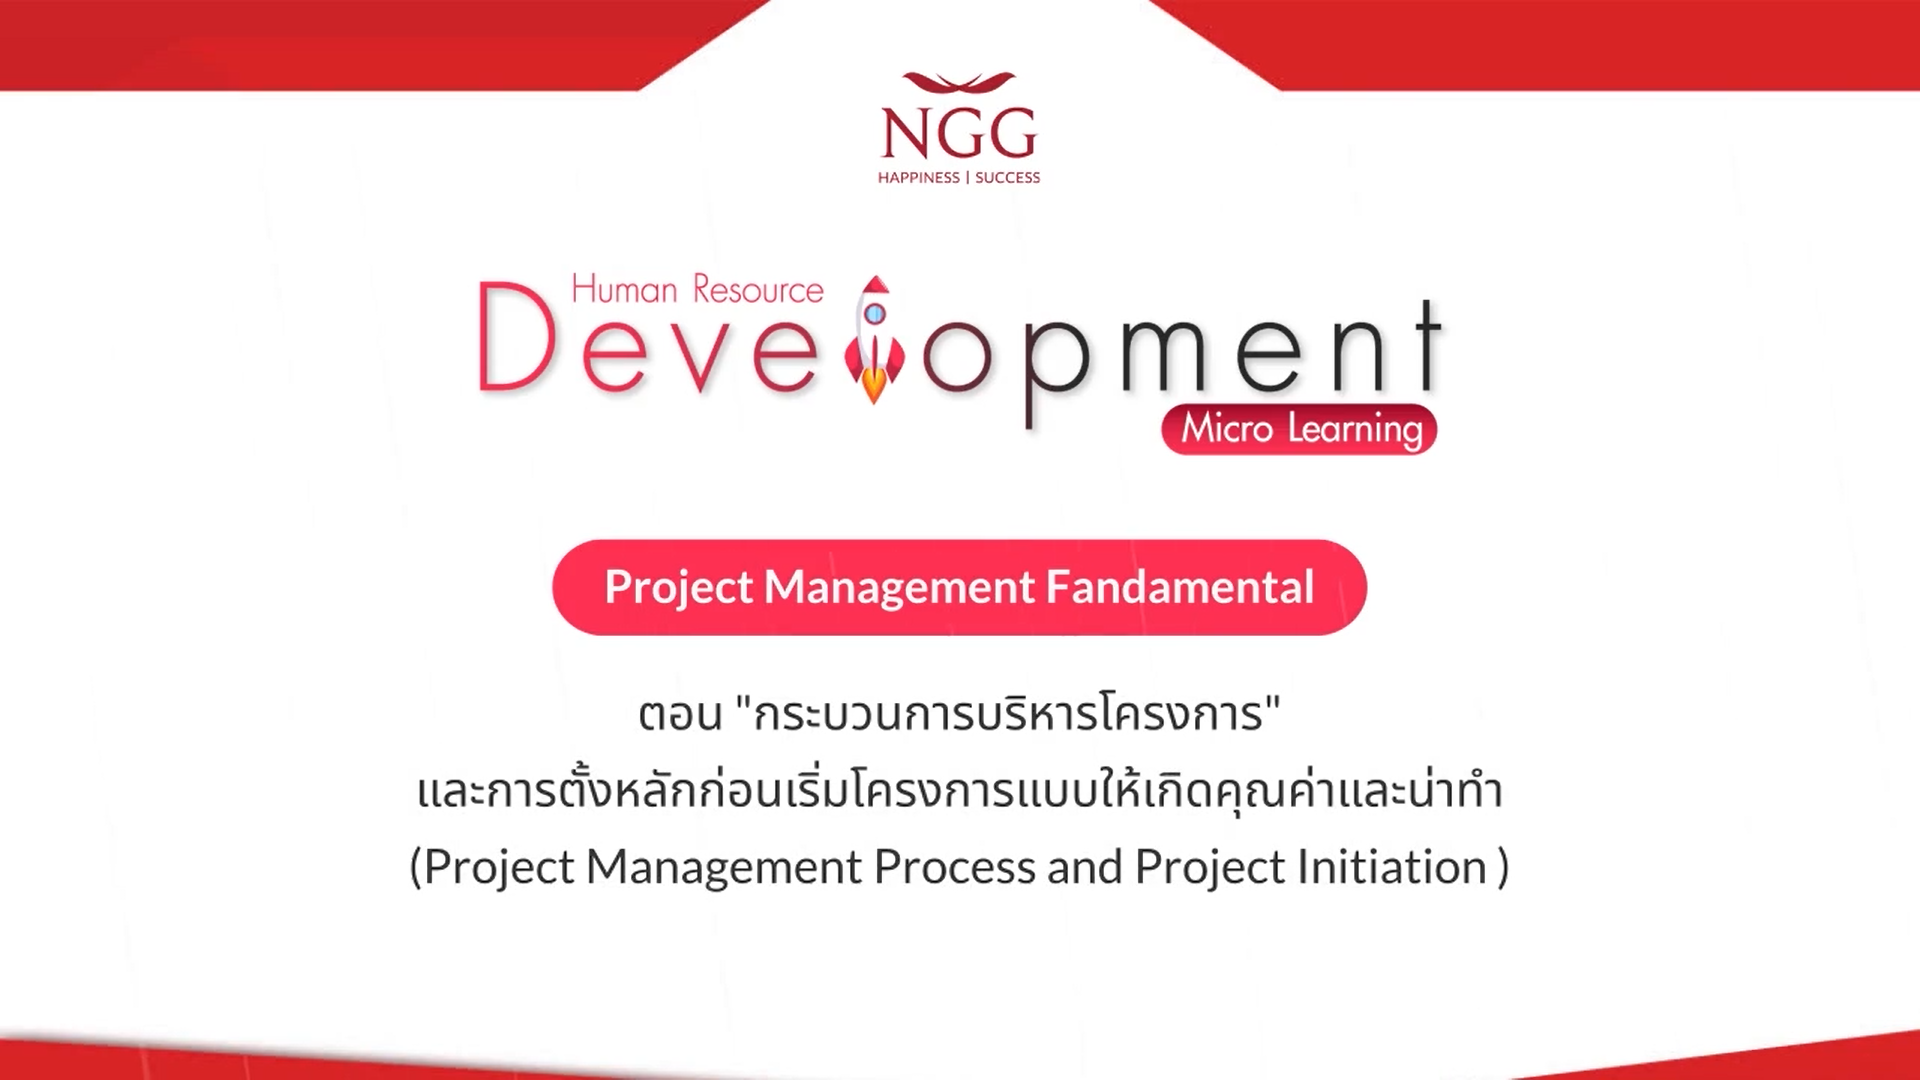 NGG
HAPPINESS | SUCCESS
Human Resource
Development
Micro Learning
Project Management Fandamental
ตอน "กระบวนการบริหารโครงการ"
และการตั้งหลักก่อนเริ่มโครงการแบบให้เกิดคุณค่าและน่าทำ
(Project Management Process and Project Initiation )